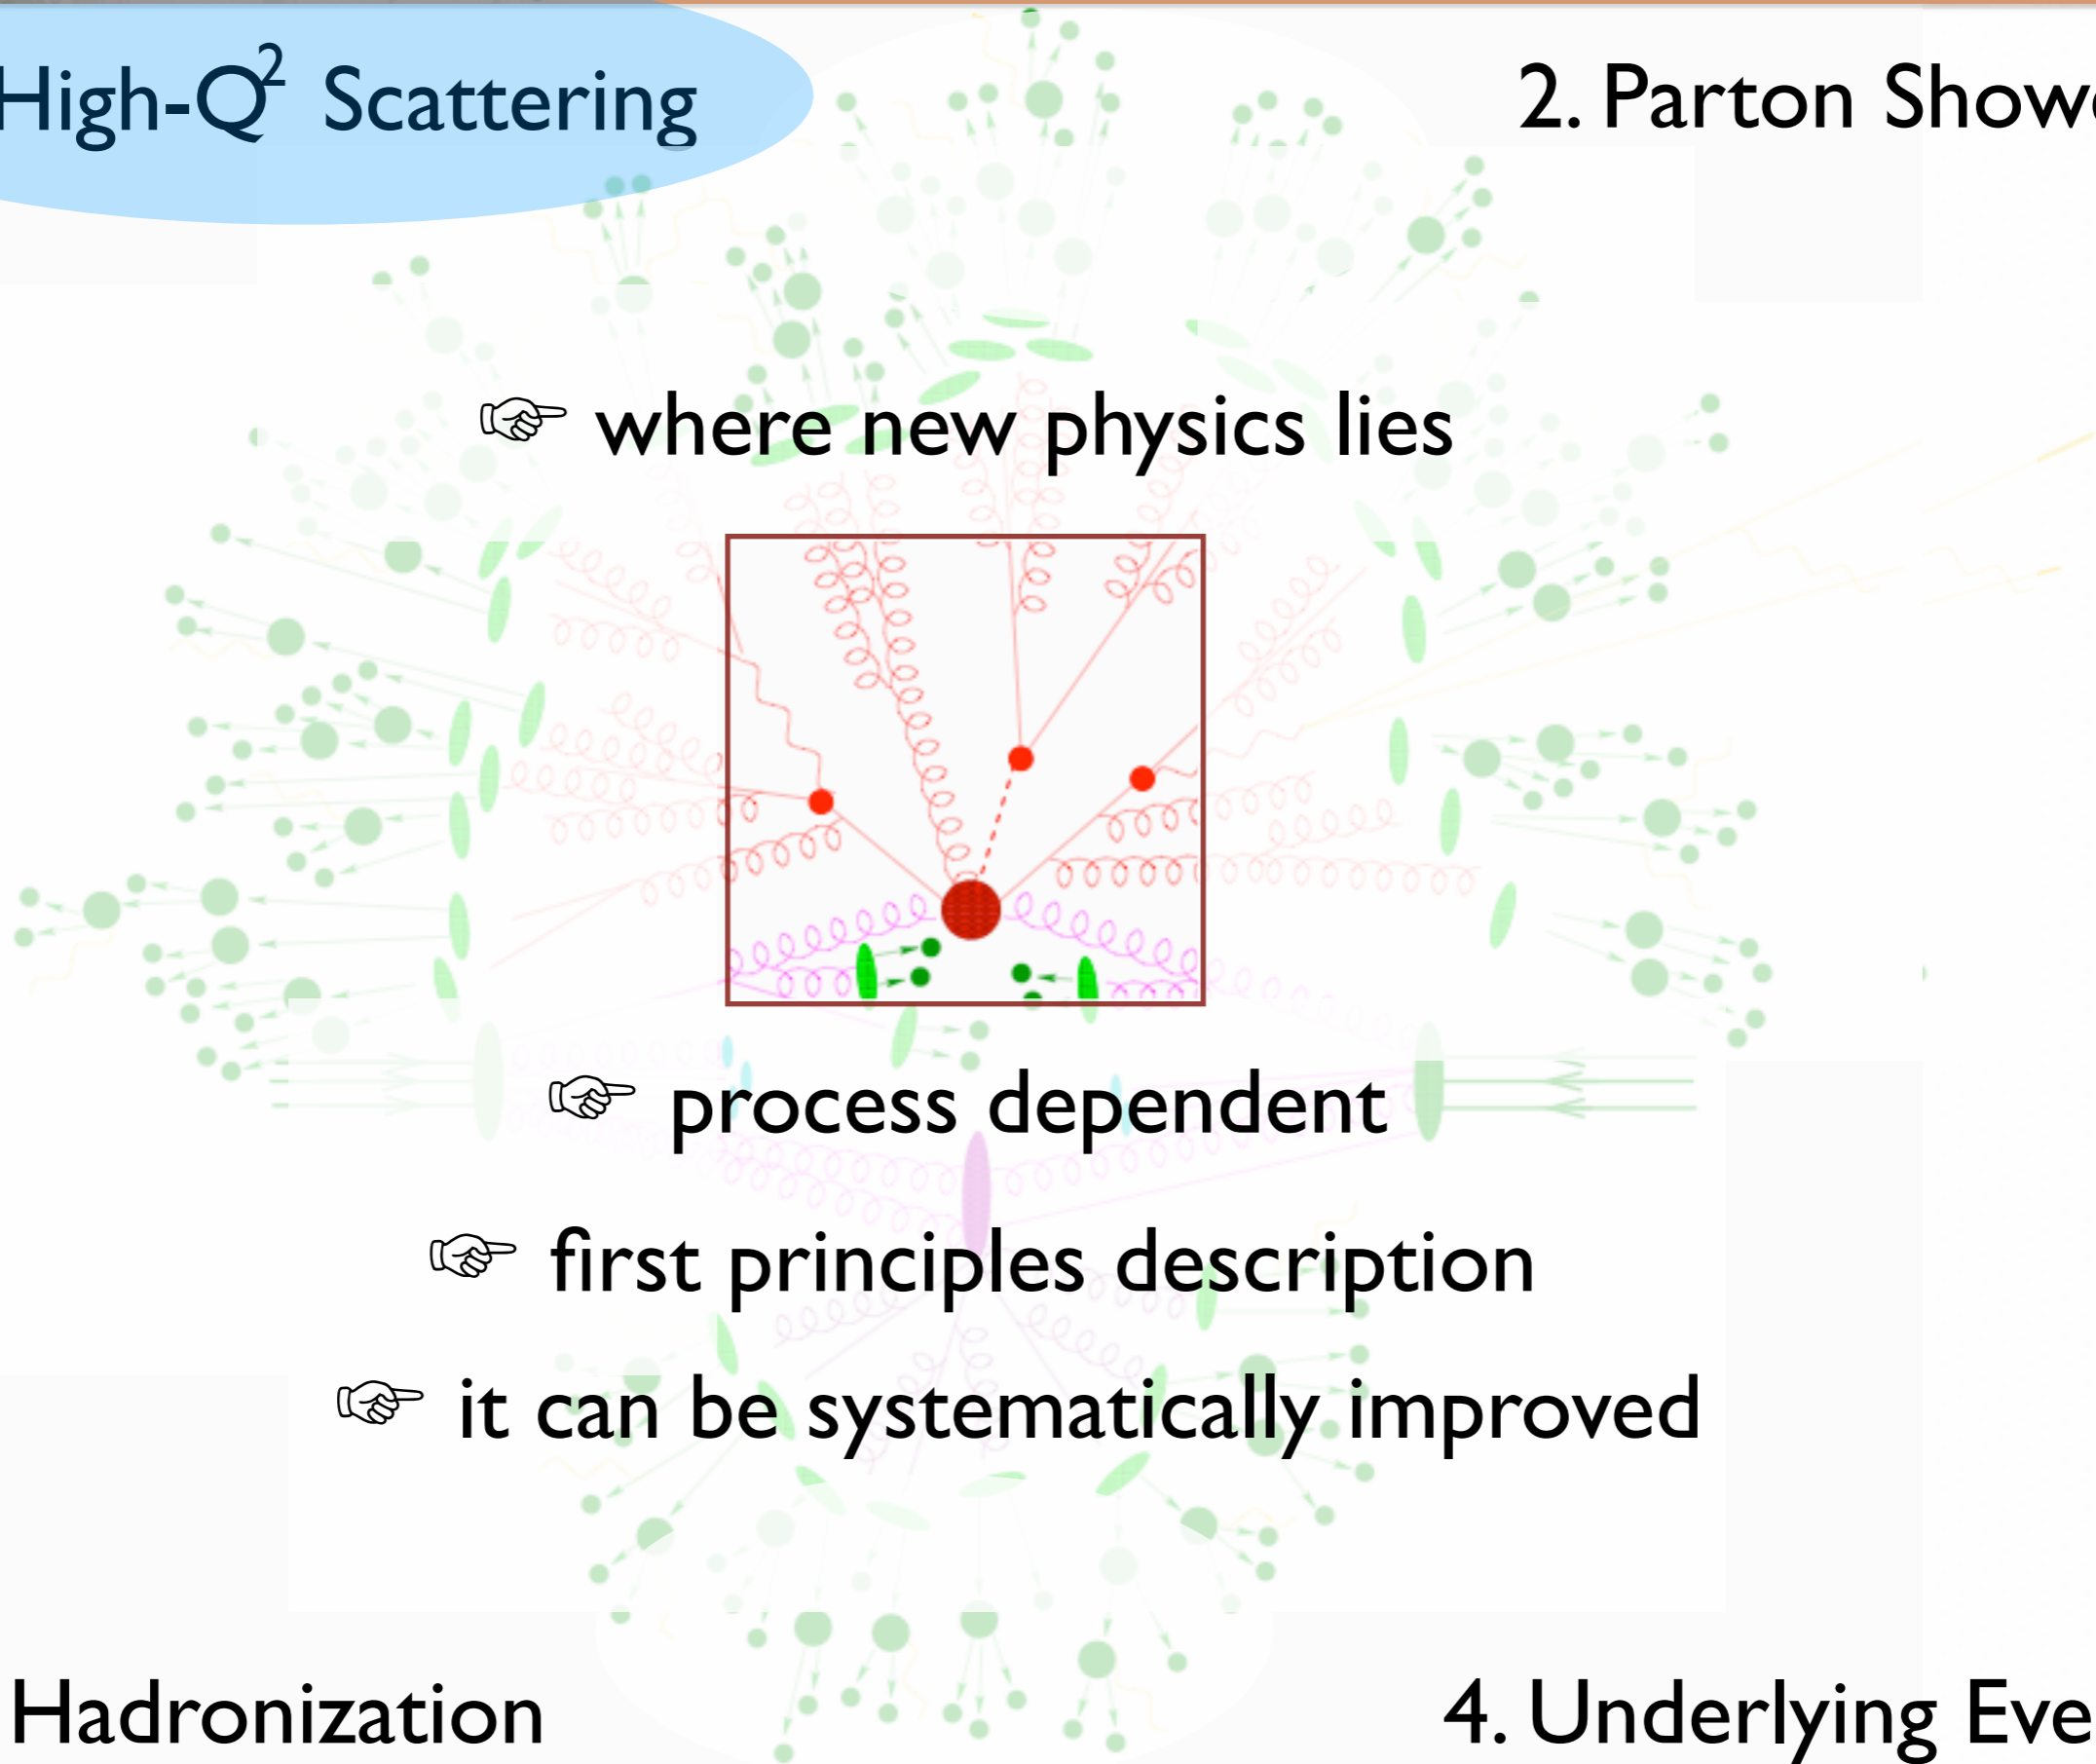 High-Q² Scattering
2. Parton Showe
☞ where new physics lies
☞ process dependent
☞ first principles description
☞ it can be systematically improved
Hadronization
4. Underlying Eve